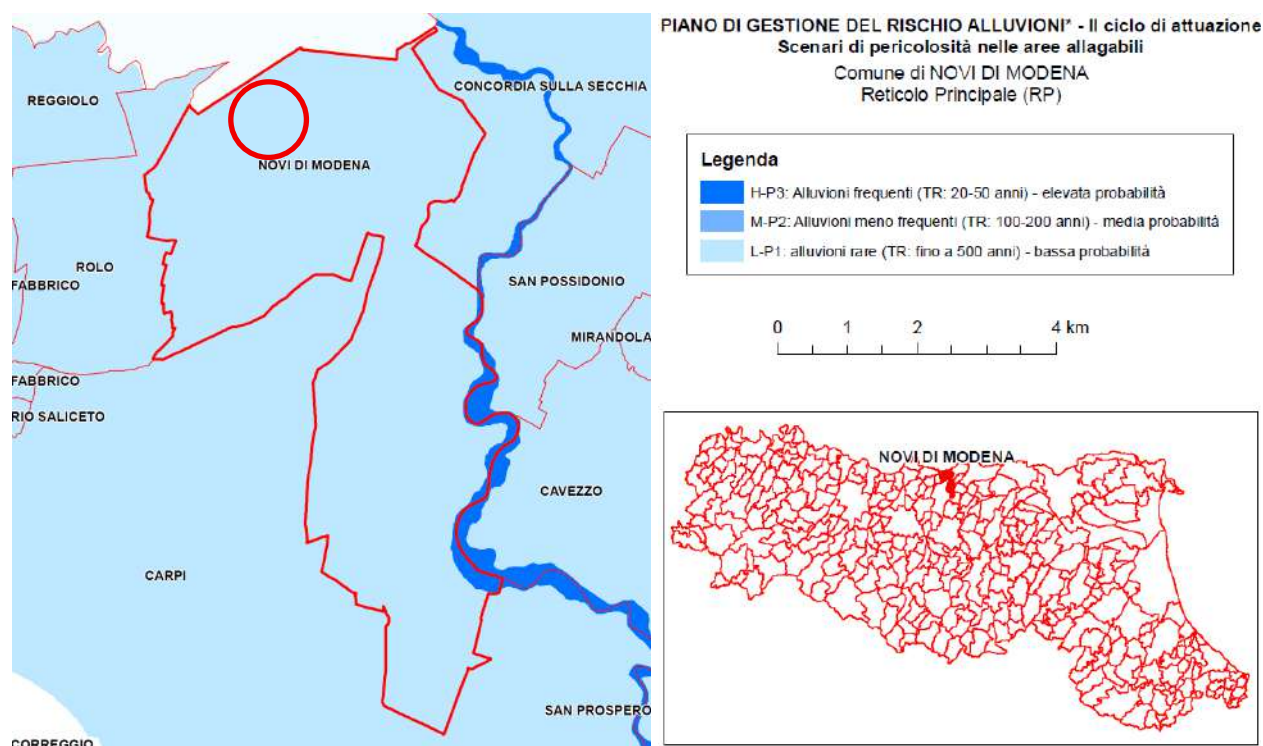 REGGIOLO
CONCORDIA SULLA SECCHIA
NOVI DI MODENA
ROLO
FABBRICO
SAN POSSIDONIO
MIRANDOLA
FABBRICO
RIO SALICETO
CAVEZZO
CARPI
SAN PROSPERO
CORREGGIO
PIANO DI GESTIONE DEL RISCHIO ALLUVIONI* - II ciclo di attuazione
Scenari di pericolosità nelle aree allagabili
Comune di NOVI DI MODENA
Reticolo Principale (RP)
Legenda
H-P3: Alluvioni frequenti (TR: 20-50 anni) - elevata probabilità
M-P2: Alluvioni meno frequenti (TR: 100-200 anni) - media probabilità
L-P1: alluvioni rare (TR: fino a 500 anni) - bassa probabilità
0 1 2 4 km
NOVI DI MODENA